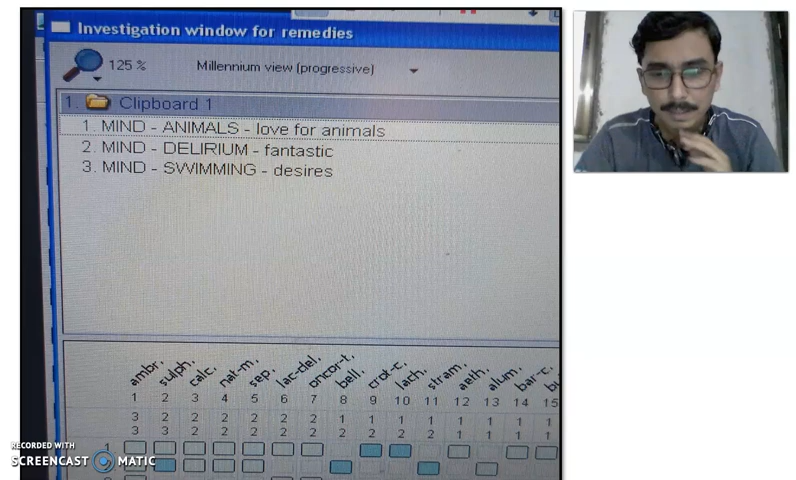 Investigation window for remedies
125 % Millennium view (progressive)
1. Clipboard 1
1. MIND - ANIMALS - love for animals
2. MIND - DELIRIUM - fantastic
3. MIND - SWIMMING - desires
ambr. sulph. calc. nat-m. sep. lac-del. oncor-t. bell. crot-c. lach. stram. aeth. alum. bar-c.
1 2 3 4 5 6 7 8 9 10 11 12 13 14 15
3 2 2 2 2 2 2 1 1 1 1 1 1 1 1
3 3 2 2 2 2 2 2 2 2 2 1 1 1 1
1
RECORDED WITH
SCREENCAST MATIC